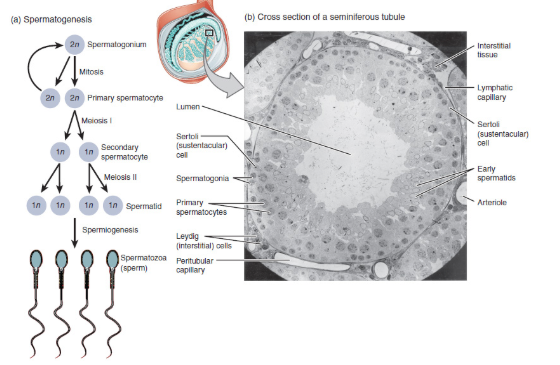 (a) Spermatogenesis
2n
Spermatogonium
Mitosis
2n
2n
Primary spermatocyte
Meiosis I
1n
1n
Secondary
spermatocyte
Meiosis II
1n
1n
1n
1n
Spermatid
Spermiogenesis
Spermatozoa
(sperm)
(b) Cross section of a seminiferous tubule
Lumen
Sertoli
(sustentacular)
cell
Spermatogonia
Primary
spermatocytes
Leydig
(interstitial) cells
Peritubular
capillary
Interstitial
tissue
Lymphatic
capillary
Sertoli
(sustentacular)
cell
Early
spermatids
Arteriole